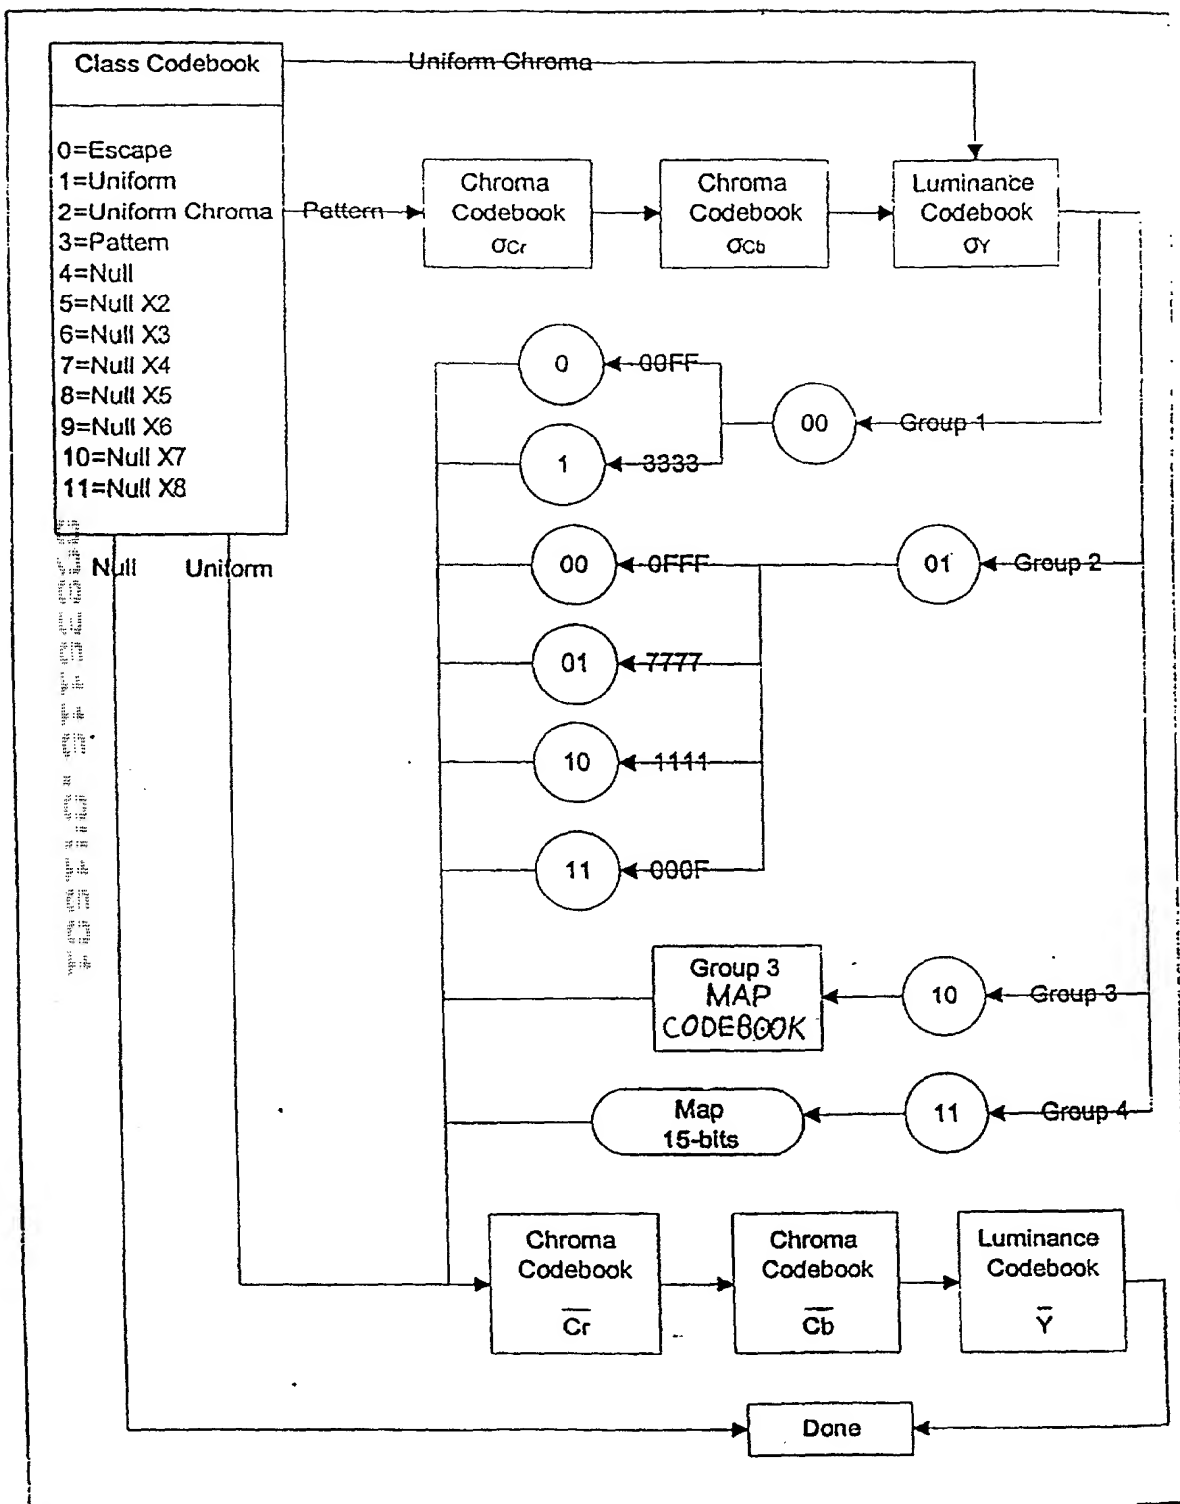 Class Codebook
Uniform Chroma
0=Escape
1=Uniform
2=Uniform Chroma
3=Pattern
4=Null
5=Null X2
6=Null X3
7=Null X4
8=Null X5
9=Null X6
10=Null X7
11=Null X8
Pattern
Chroma
Codebook
σCr
Chroma
Codebook
σCb
Luminance
Codebook
σY
0
00FF
00
Group 1
1
3333
Null
Uniform
00
0FFF
01
Group 2
01
7777
10
1111
11
000F
Group 3
MAP
CODEBOOK
10
Group 3
Map
15-bits
11
Group 4
Chroma
Codebook
C̅r̅
Chroma
Codebook
C̅b̅
Luminance
Codebook
Y̅
Done